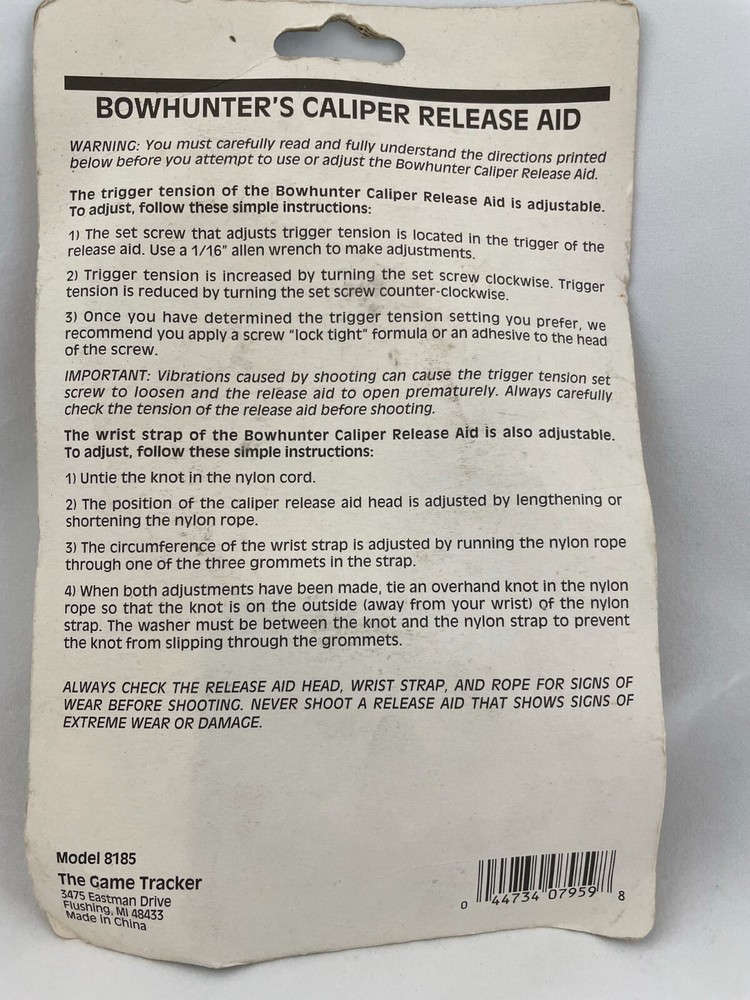 BOWHUNTER'S CALIPER RELEASE AID
WARNING: You must carefully read and fully understand the directions printed
below before you attempt to use or adjust the Bowhunter Caliper Release Aid.
The trigger tension of the Bowhunter Caliper Release Aid is adjustable.
To adjust, follow these simple instructions:
1) The set screw that adjusts trigger tension is located in the trigger of the
release aid. Use a 1/16" allen wrench to make adjustments.
2) Trigger tension is increased by turning the set screw clockwise. Trigger
tension is reduced by turning the set screw counter-clockwise.
3) Once you have determined the trigger tension setting you prefer, we
recommend you apply a screw "lock tight" formula or an adhesive to the head
of the screw.
IMPORTANT: Vibrations caused by shooting can cause the trigger tension set
screw to loosen and the release aid to open prematurely. Always carefully
check the tension of the release aid before shooting.
The wrist strap of the Bowhunter Caliper Release Aid is also adjustable.
To adjust, follow these simple instructions:
1) Untie the knot in the nylon cord.
2) The position of the caliper release aid head is adjusted by lengthening or
shortening the nylon rope.
3) The circumference of the wrist strap is adjusted by running the nylon rope
through one of the three grommets in the strap.
4) When both adjustments have been made, tie an overhand knot in the nylon
rope so that the knot is on the outside (away from your wrist) of the nylon
strap. The washer must be between the knot and the nylon strap to prevent
the knot from slipping through the grommets.
ALWAYS CHECK THE RELEASE AID HEAD, WRIST STRAP, AND ROPE FOR SIGNS OF
WEAR BEFORE SHOOTING. NEVER SHOOT A RELEASE AID THAT SHOWS SIGNS OF
EXTREME WEAR OR DAMAGE.
Model 8185
The Game Tracker
3475 Eastman Drive
Flushing, MI 48433
Made in China
0 44734 07959 8